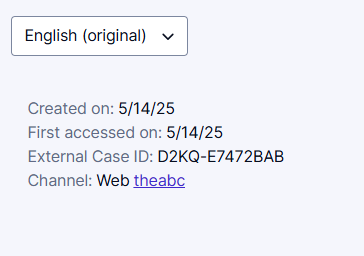 English (original)
Created on: 5/14/25
First accessed on: 5/14/25
External Case ID: D2KQ-E7472BAB
Channel: Web theabc